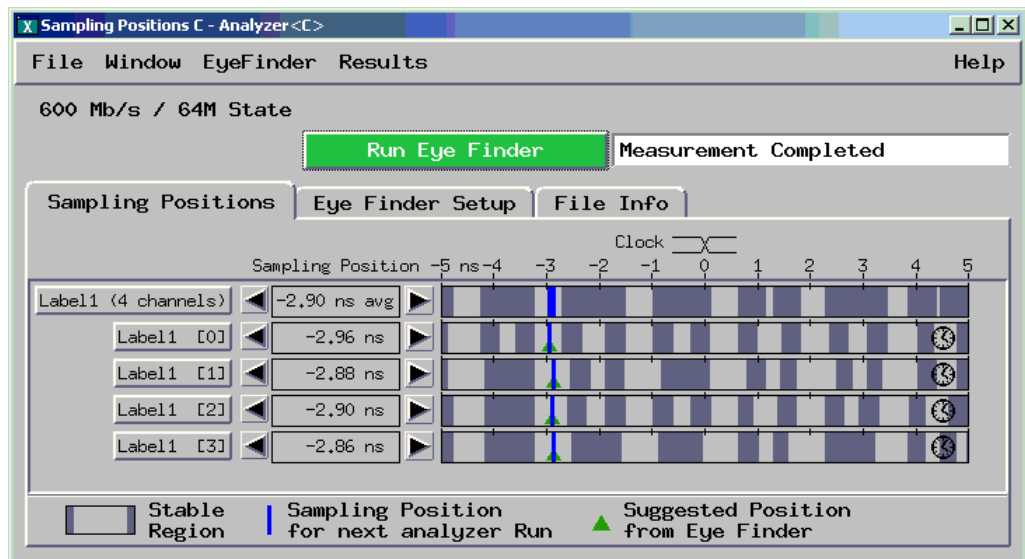 X Sampling Positions C - Analyzer<C>
File Window EyeFinder Results Help
600 Mb/s / 64M State
Run Eye Finder Measurement Completed
Sampling Positions Eye Finder Setup File Info
Clock
Sampling Position -5 ns -4 -3 -2 -1 0 1 2 3 4 5
Label1 (4 channels) -2.90 ns avg
Label1 [0] -2.96 ns
Label1 [1] -2.88 ns
Label1 [2] -2.90 ns
Label1 [3] -2.86 ns
Stable Sampling Position Suggested Position
Region for next analyzer Run from Eye Finder